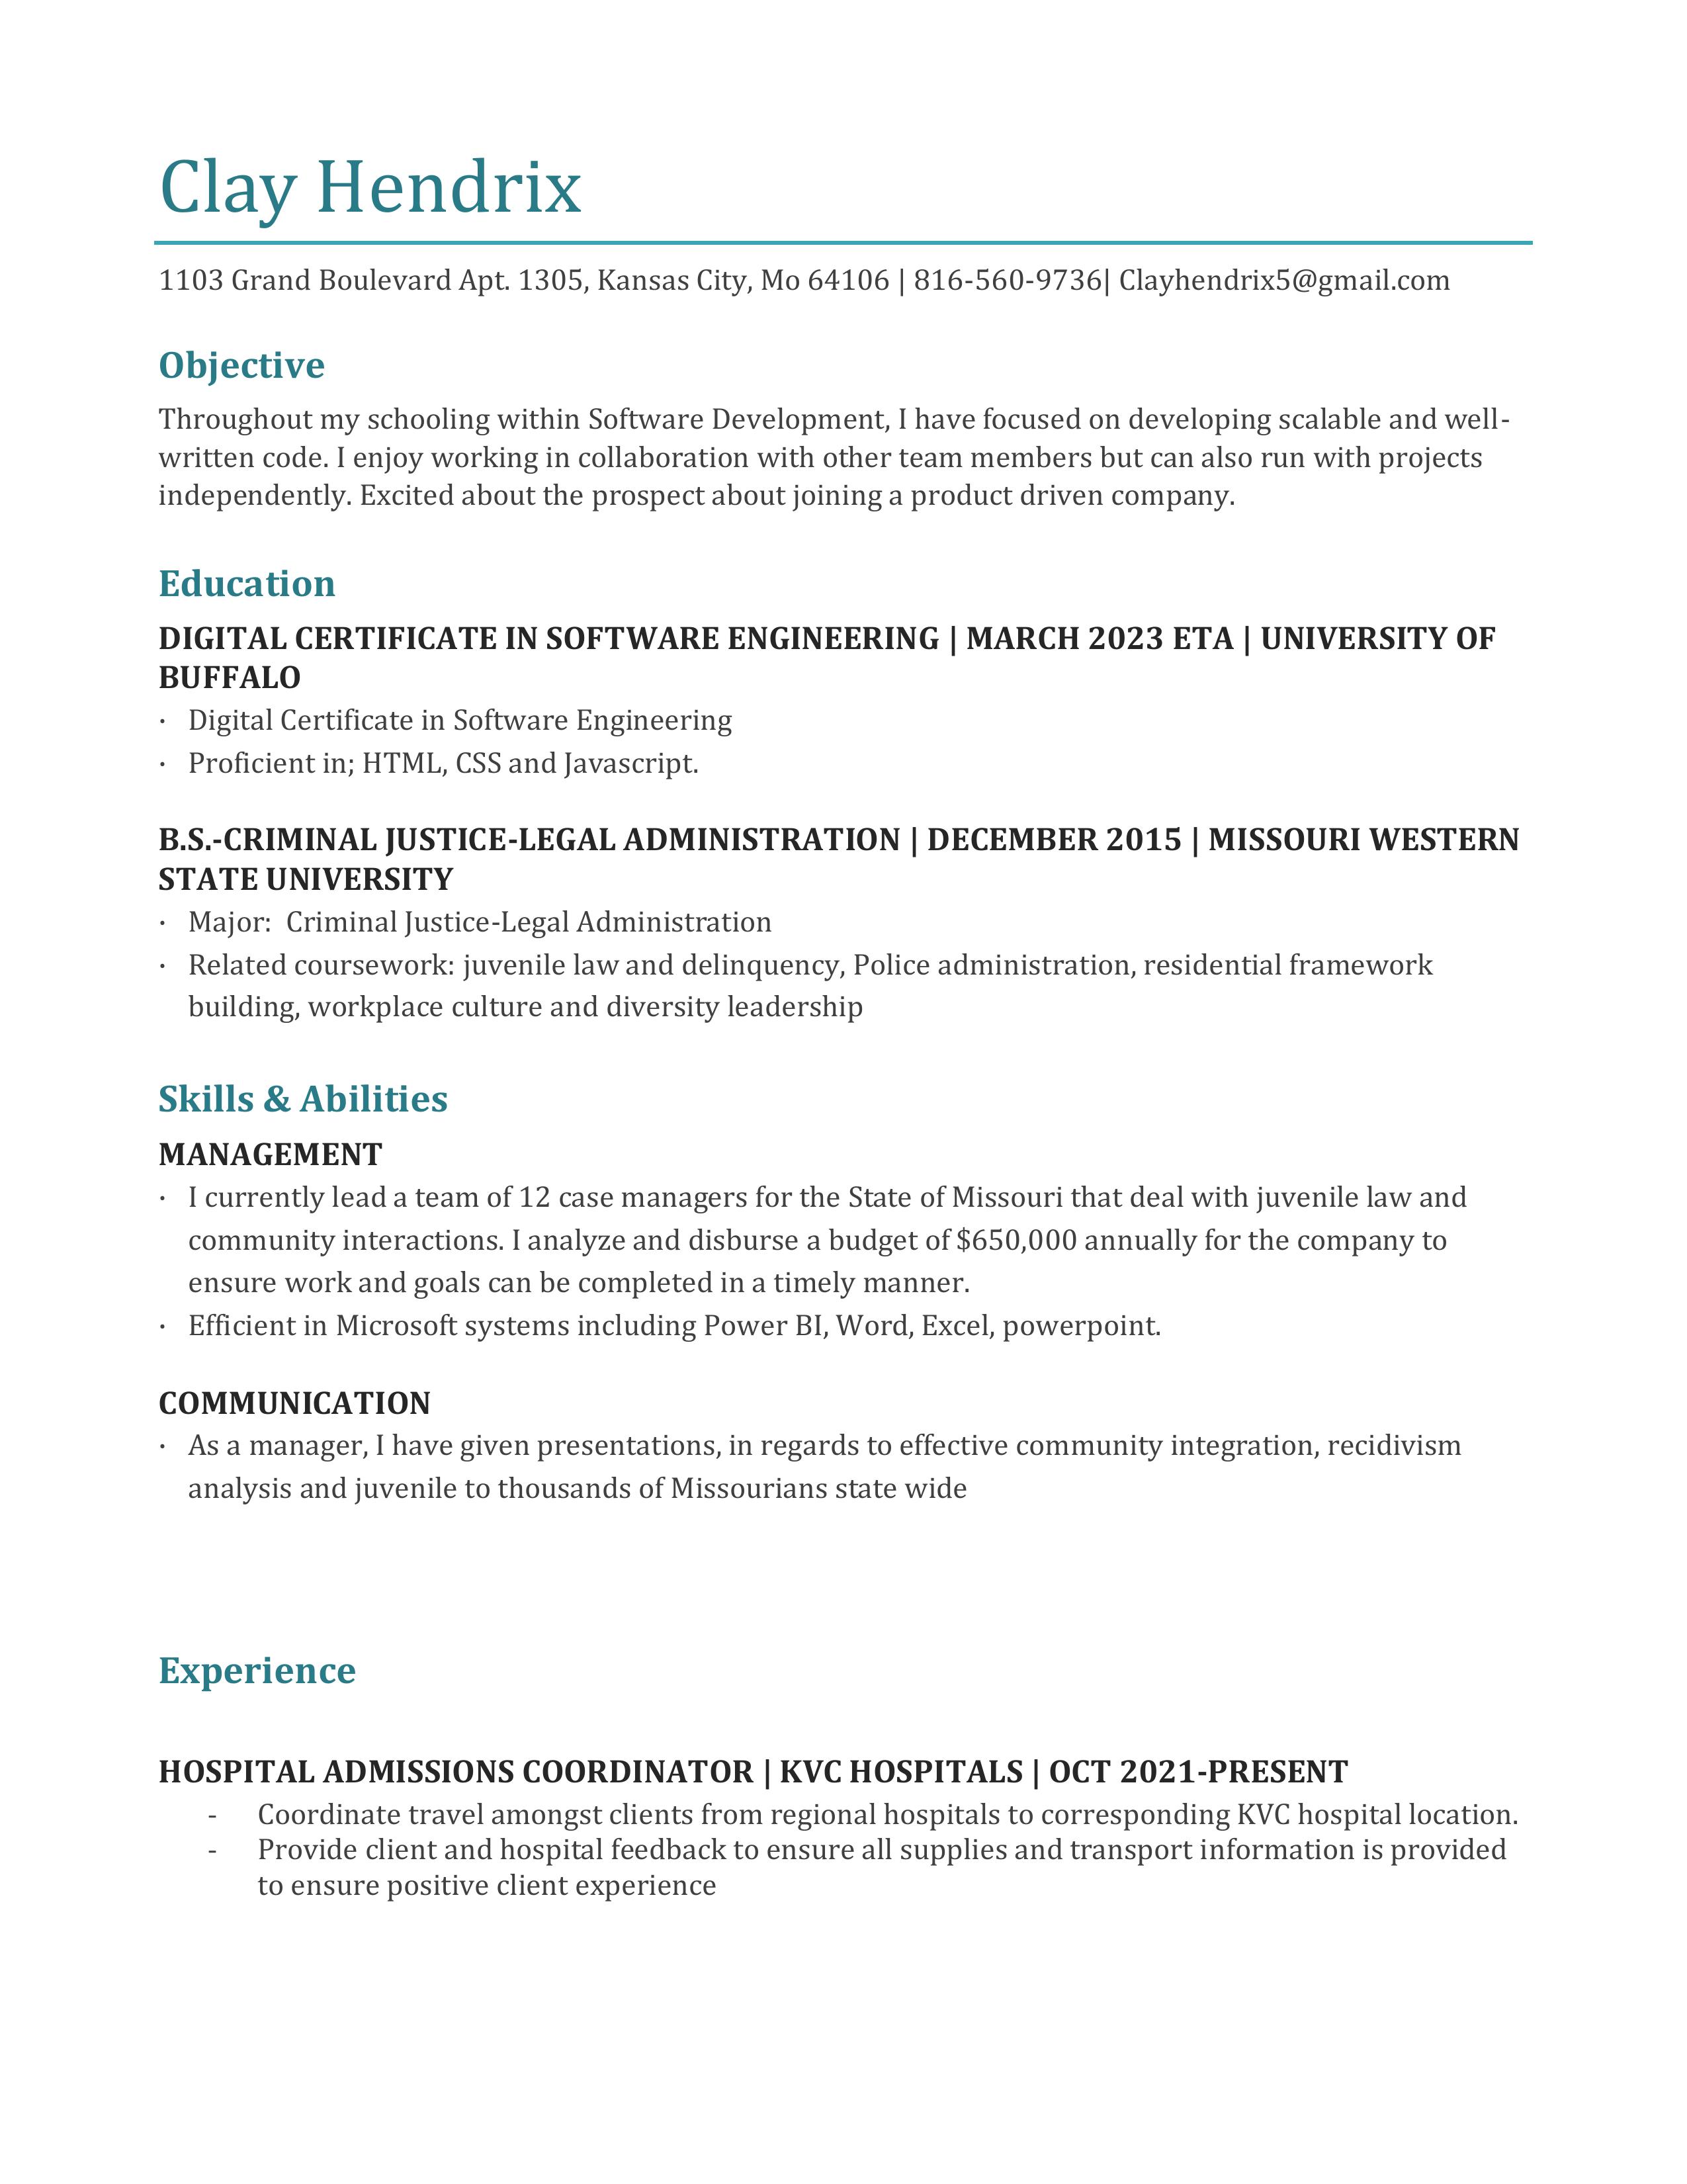 Clay Hendrix
1103 Grand Boulevard Apt. 1305, Kansas City, Mo 64106 | 816-560-9736| Clayhendrix5@gmail.com
Objective
Throughout my schooling within Software Development, I have focused on developing scalable and well-
written code. I enjoy working in collaboration with other team members but can also run with projects
independently. Excited about the prospect about joining a product driven company.
Education
DIGITAL CERTIFICATE IN SOFTWARE ENGINEERING | MARCH 2023 ETA | UNIVERSITY OF
BUFFALO
· Digital Certificate in Software Engineering
· Proficient in; HTML, CSS and Javascript.
B.S.-CRIMINAL JUSTICE-LEGAL ADMINISTRATION | DECEMBER 2015 | MISSOURI WESTERN
STATE UNIVERSITY
· Major:  Criminal Justice-Legal Administration
· Related coursework: juvenile law and delinquency, Police administration, residential framework
building, workplace culture and diversity leadership
Skills & Abilities
MANAGEMENT
· I currently lead a team of 12 case managers for the State of Missouri that deal with juvenile law and
community interactions. I analyze and disburse a budget of $650,000 annually for the company to
ensure work and goals can be completed in a timely manner.
· Efficient in Microsoft systems including Power BI, Word, Excel, powerpoint.
COMMUNICATION
· As a manager, I have given presentations, in regards to effective community integration, recidivism
analysis and juvenile to thousands of Missourians state wide
Experience
HOSPITAL ADMISSIONS COORDINATOR | KVC HOSPITALS | OCT 2021-PRESENT
- Coordinate travel amongst clients from regional hospitals to corresponding KVC hospital location.
- Provide client and hospital feedback to ensure all supplies and transport information is provided
to ensure positive client experience